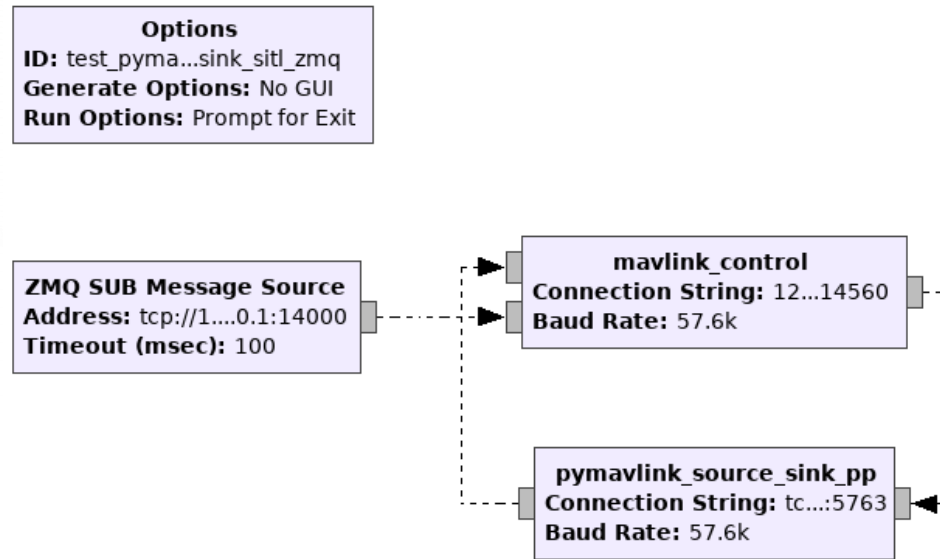 Options
ID: test_pyma...sink_sitl_zmq
Generate Options: No GUI
Run Options: Prompt for Exit
ZMQ SUB Message Source
Address: tcp://1....0.1:14000
Timeout (msec): 100
mavlink_control
Connection String: 12...14560
Baud Rate: 57.6k
pymavlink_source_sink_pp
Connection String: tc...:5763
Baud Rate: 57.6k